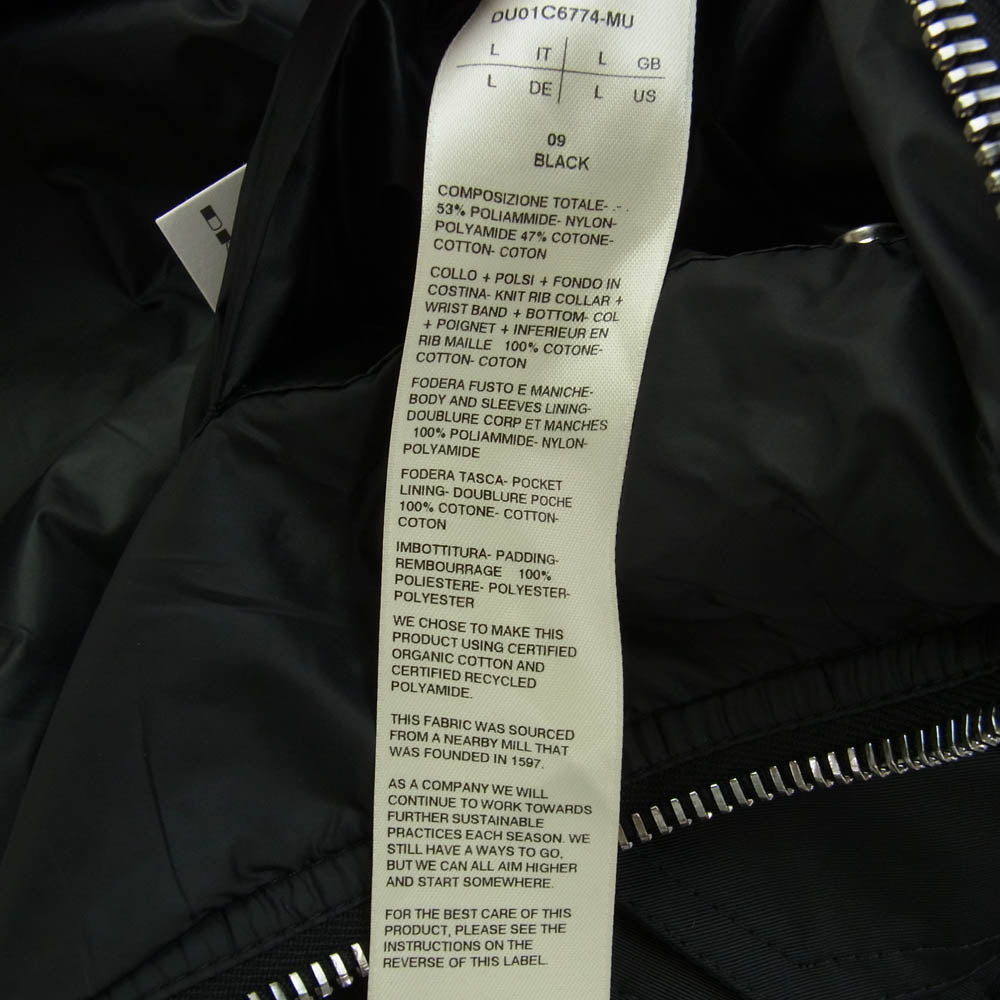 DU01C6774-MU
L IT L GB
L DE L US
09
BLACK
COMPOSIZIONE TOTALE- .- .
53% POLIAMMIDE- NYLON-
POLYAMIDE 47% COTONE-
COTTON- COTON
COLLO + POLSI + FONDO IN
COSTINA- KNIT RIB COLLAR +
WRIST BAND + BOTTOM- COL
+ POIGNET + INFERIEUR EN
RIB MAILLE 100% COTONE-
COTTON- COTON
FODERA FUSTO E MANICHE-
BODY AND SLEEVES LINING-
DOUBLURE CORP ET MANCHES
100% POLIAMMIDE- NYLON-
POLYAMIDE
FODERA TASCA- POCKET
LINING- DOUBLURE POCHE
100% COTONE- COTTON-
COTON
IMBOTTITURA- PADDING-
REMBOURRAGE 100%
POLIESTERE- POLYESTER-
POLYESTER
WE CHOSE TO MAKE THIS
PRODUCT USING CERTIFIED
ORGANIC COTTON AND
CERTIFIED RECYCLED
POLYAMIDE.
THIS FABRIC WAS SOURCED
FROM A NEARBY MILL THAT
WAS FOUNDED IN 1597.
AS A COMPANY WE WILL
CONTINUE TO WORK TOWARDS
FURTHER SUSTAINABLE
PRACTICES EACH SEASON. WE
STILL HAVE A WAYS TO GO,
BUT WE CAN ALL AIM HIGHER
AND START SOMEWHERE.
FOR THE BEST CARE OF THIS
PRODUCT, PLEASE SEE THE
INSTRUCTIONS ON THE
REVERSE OF THIS LABEL.